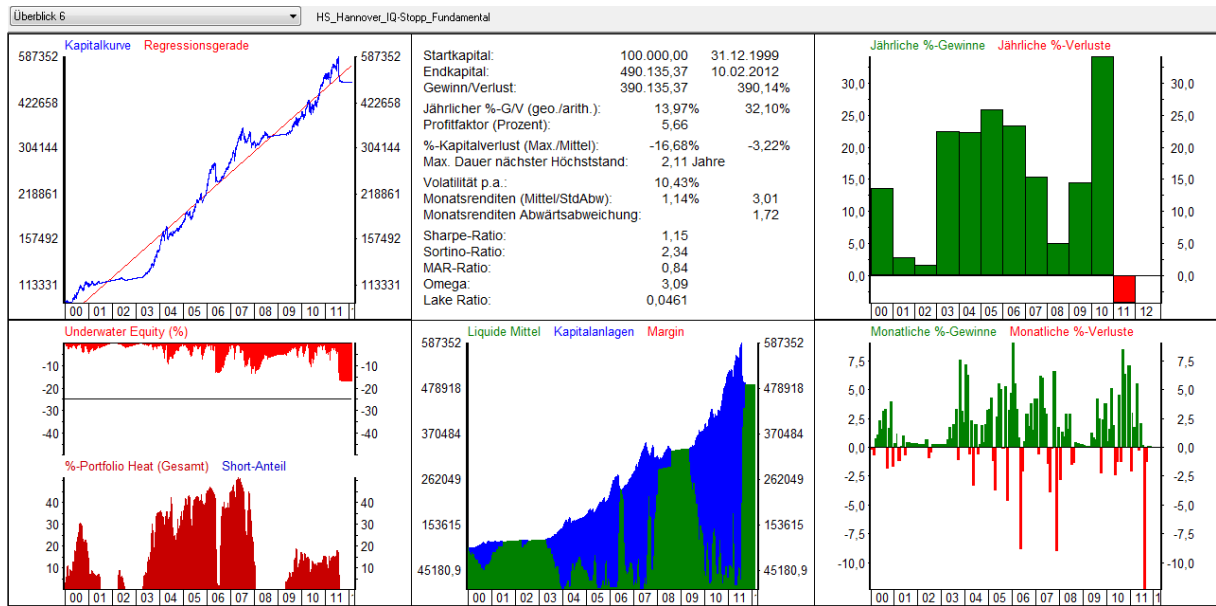 Überblick 6 HS_Hannover_IQ-Stopp_Fundamental
Kapitalkurve Regressionsgerade
587352 587352
422658 422658
304144 304144
218861 218861
157492 157492
113331 113331
00 01 02 03 04 05 06 07 08 09 10 11
Startkapital: 100.000,00 31.12.1999
Endkapital: 490.135,37 10.02.2012
Gewinn/Verlust: 390.135,37 390,14%
Jährlicher %-G/V (geo./arith.): 13,97% 32,10%
Profitfaktor (Prozent): 5,66
%-Kapitalverlust (Max./Mittel): -16,68% -3,22%
Max. Dauer nächster Höchststand: 2,11 Jahre
Volatilität p.a.: 10,43%
Monatsrenditen (Mittel/StdAbw): 1,14% 3,01
Monatsrenditen Abwärtsabweichung: 1,72
Sharpe-Ratio: 1,15
Sortino-Ratio: 2,34
MAR-Ratio: 0,84
Omega: 3,09
Lake Ratio: 0,0461
Jährliche %-Gewinne Jährliche %-Verluste
30,0 30,0
25,0 25,0
20,0 20,0
15,0 15,0
10,0 10,0
5,0 5,0
0,0 0,0
00 01 02 03 04 05 06 07 08 09 10 11 12
Underwater Equity (%)
-10 -10
-20 -20
-30 -30
-40 -40
%-Portfolio Heat (Gesamt) Short-Anteil
40 40
30 30
20 20
10 10
00 01 02 03 04 05 06 07 08 09 10 11
Liquide Mittel Kapitalanlagen Margin
587352 587352
478918 478918
370484 370484
262049 262049
153615 153615
45180,9 45180,9
00 01 02 03 04 05 06 07 08 09 10 11
Monatliche %-Gewinne Monatliche %-Verluste
7,5 7,5
5,0 5,0
2,5 2,5
0,0 0,0
-2,5 -2,5
-5,0 -5,0
-7,5 -7,5
-10,0 -10,0
00 01 02 03 04 05 06 07 08 09 10 11